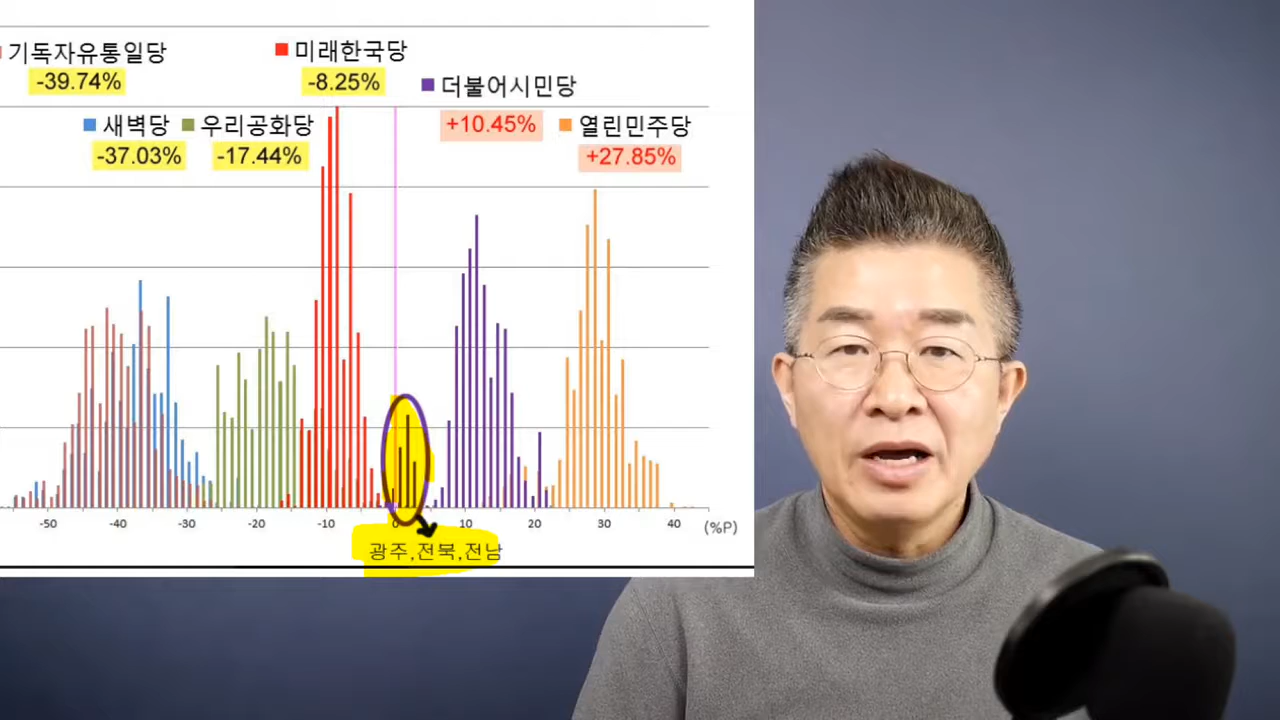 기독자유통일당
-39.74%
미래한국당
-8.25%
더불어시민당
+10.45%
새벽당
-37.03%
우리공화당
-17.44%
열린민주당
+27.85%
-50 -40 -30 -20 -10 0 10 20 30 40 (%P)
광주,전북,전남